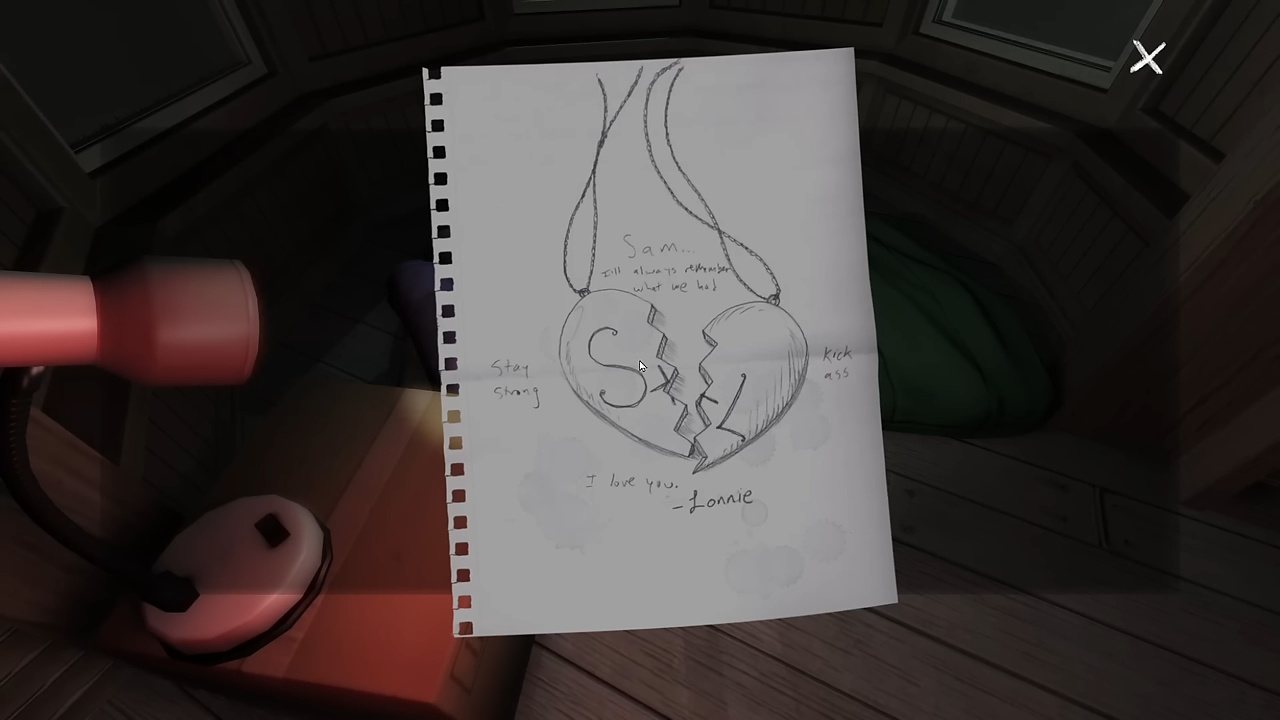 Sam...
I'll always remember
what we had
Stay
strong
S +
+ L
Kick
ass
I love you.
-Lonnie